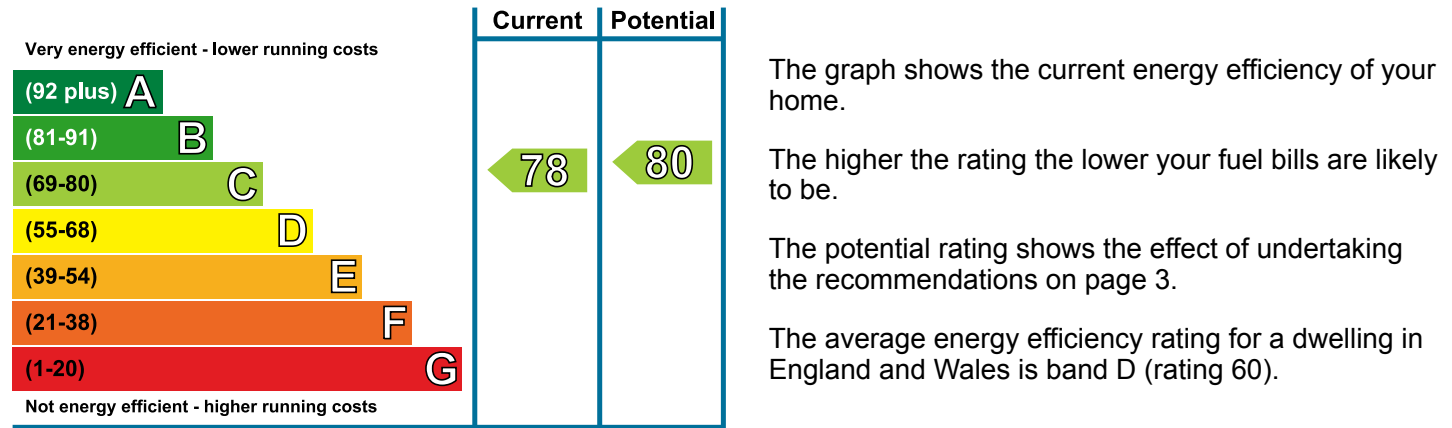 Current Potential
Very energy efficient - lower running costs
(92 plus) A
(81-91) B
(69-80) C
(55-68) D
(39-54) E
(21-38) F
(1-20) G
Not energy efficient - higher running costs
78 80
The graph shows the current energy efficiency of your
home.
The higher the rating the lower your fuel bills are likely
to be.
The potential rating shows the effect of undertaking
the recommendations on page 3.
The average energy efficiency rating for a dwelling in
England and Wales is band D (rating 60).